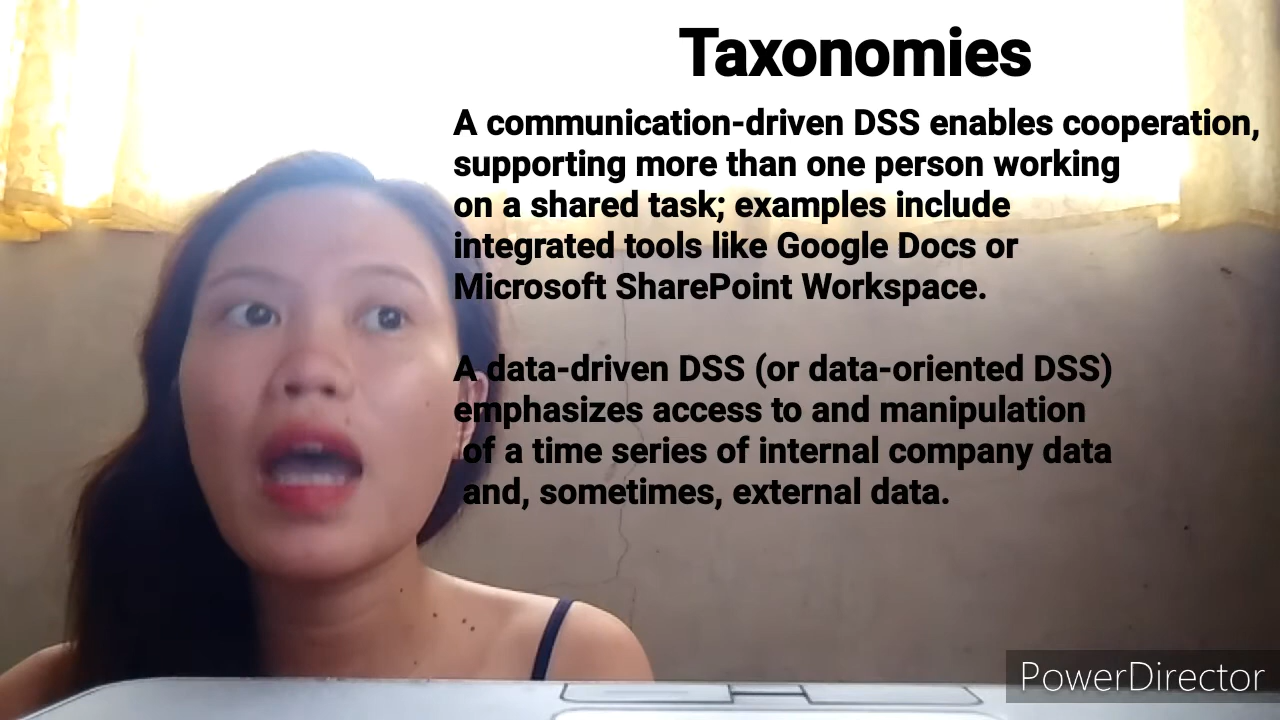 Taxonomies
A communication-driven DSS enables cooperation,
supporting more than one person working
on a shared task; examples include
integrated tools like Google Docs or
Microsoft SharePoint Workspace.
A data-driven DSS (or data-oriented DSS)
emphasizes access to and manipulation
of a time series of internal company data
and, sometimes, external data.
PowerDirector